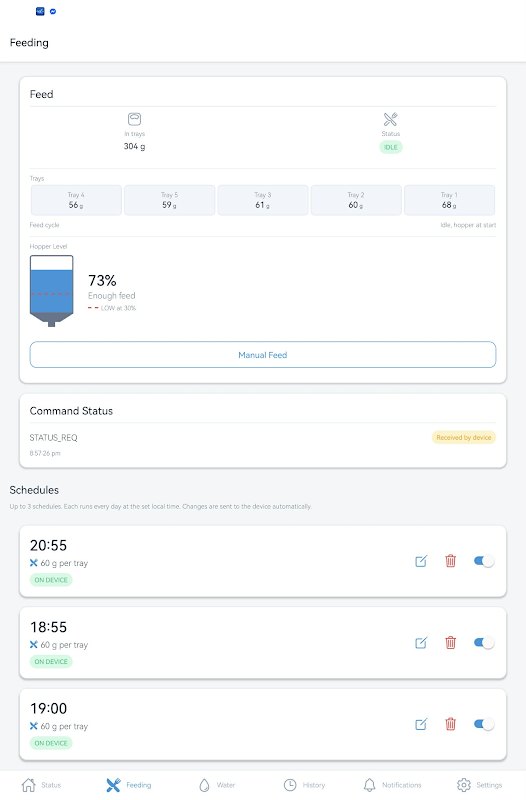 Feeding
Feed
In trays
304 g
Status
IDLE
Trays
Tray 4
56 g
Tray 5
59 g
Tray 3
61 g
Tray 2
60 g
Tray 1
68 g
Feed cycle
Idle, hopper at start
Hopper Level
73%
Enough feed
LOW at 30%
Manual Feed
Command Status
STATUS_REQ
Received by device
8:57:26 pm
Schedules
Up to 3 schedules. Each runs every day at the set local time. Changes are sent to the device automatically.
20:55
60 g per tray
ON DEVICE
18:55
60 g per tray
ON DEVICE
19:00
60 g per tray
ON DEVICE
Status
Feeding
Water
History
Notifications
Settings